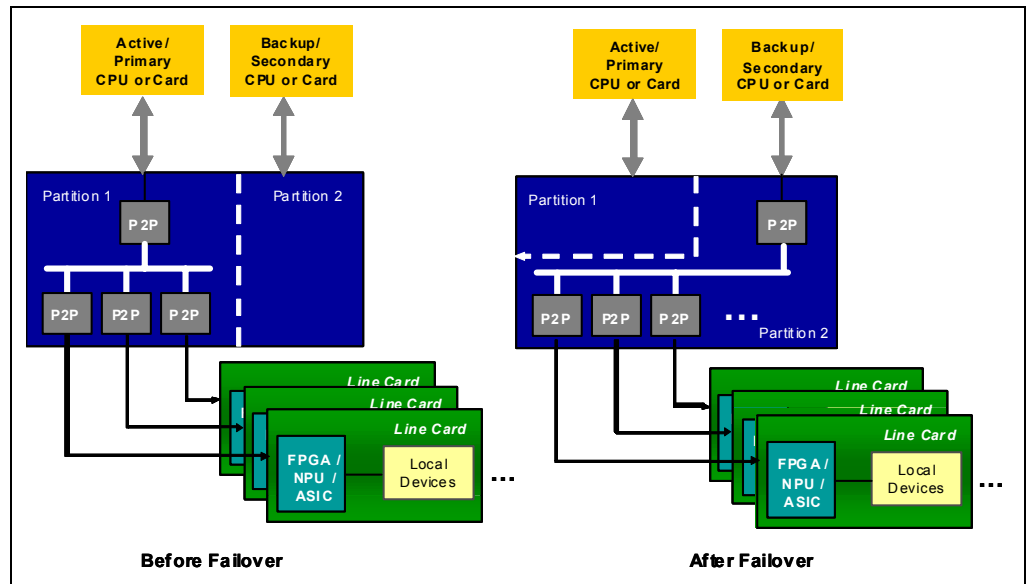 Active/
Primary
CPU or Card
Backup/
Secondary
CPU or Card
Partition 1
Partition 2
P2P
P2P
P2P
P2P
Line Card
Line Card
Line Card
FPGA /
NPU /
ASIC
Local
Devices
...
Before Failover
Active/
Primary
CPU or Card
Backup/
Secondary
CPU or Card
Partition 1
P2P
P2P
P2P
P2P
...
Partition 2
Line Card
Line Card
Line Card
FPGA /
NPU /
ASIC
Local
Devices
...
After Failover